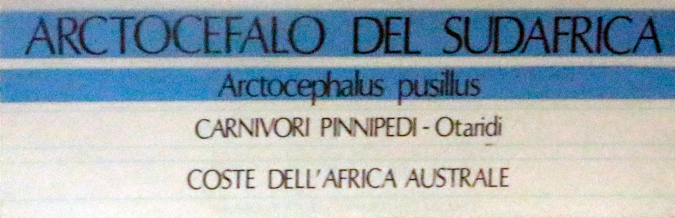 ARCTOCEFALO DEL SUDAFRICA
Arctocephalus pusillus
CARNIVORI PINNIPEDI - Otaridi
COSTE DELL'AFRICA AUSTRALE